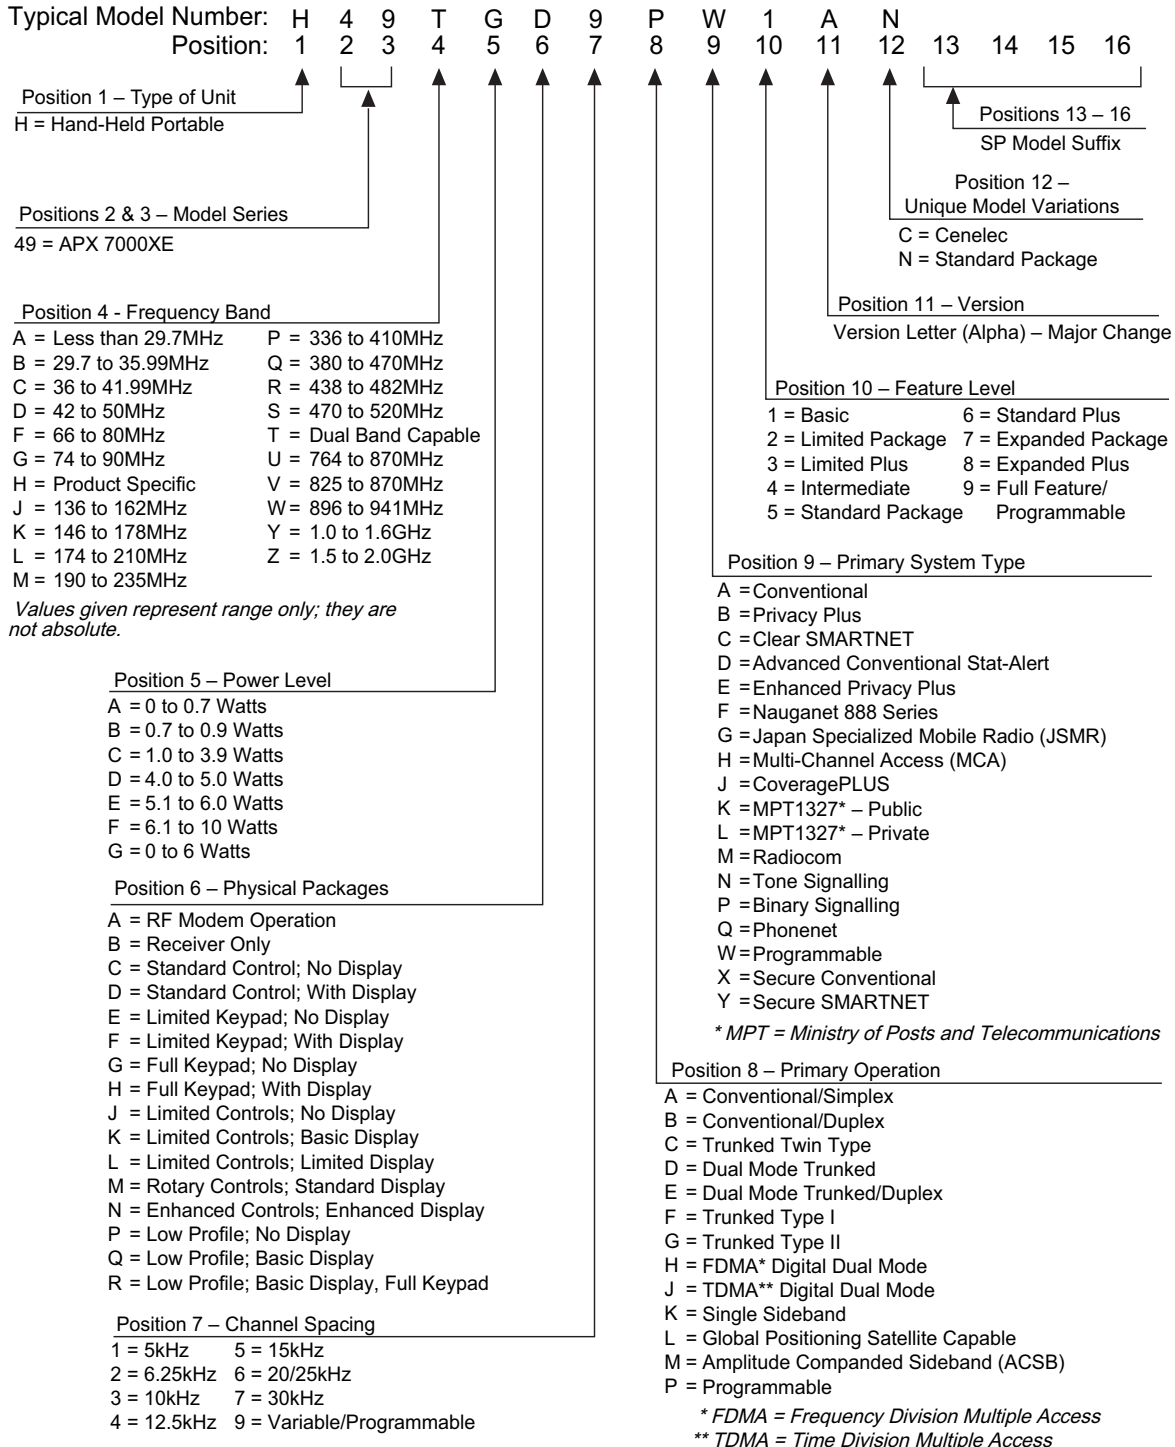 Typical Model Number: H 4 9 T G D 9 P W 1 A N
Position: 1 2 3 4 5 6 7 8 9 10 11 12 13 14 15 16
Position 1 – Type of Unit
H = Hand-Held Portable
Positions 13 – 16
SP Model Suffix
Position 12 –
Unique Model Variations
C = Cenelec
N = Standard Package
Positions 2 & 3 – Model Series
49 = APX 7000XE
Position 11 – Version
Version Letter (Alpha) – Major Change
Position 4 - Frequency Band
A = Less than 29.7MHz
B = 29.7 to 35.99MHz
C = 36 to 41.99MHz
D = 42 to 50MHz
F = 66 to 80MHz
G = 74 to 90MHz
H = Product Specific
J = 136 to 162MHz
K = 146 to 178MHz
L = 174 to 210MHz
M = 190 to 235MHz
P = 336 to 410MHz
Q = 380 to 470MHz
R = 438 to 482MHz
S = 470 to 520MHz
T = Dual Band Capable
U = 764 to 870MHz
V = 825 to 870MHz
W = 896 to 941MHz
Y = 1.0 to 1.6GHz
Z = 1.5 to 2.0GHz
Values given represent range only; they are
not absolute.
Position 10 – Feature Level
1 = Basic
2 = Limited Package
3 = Limited Plus
4 = Intermediate
5 = Standard Package
6 = Standard Plus
7 = Expanded Package
8 = Expanded Plus
9 = Full Feature/
Programmable
Position 9 – Primary System Type
A = Conventional
B = Privacy Plus
C = Clear SMARTNET
D = Advanced Conventional Stat-Alert
E = Enhanced Privacy Plus
F = Nauganet 888 Series
G = Japan Specialized Mobile Radio (JSMR)
H = Multi-Channel Access (MCA)
J = CoveragePLUS
K = MPT1327* – Public
L = MPT1327* – Private
M = Radiocom
N = Tone Signalling
P = Binary Signalling
Q = Phonenet
W = Programmable
X = Secure Conventional
Y = Secure SMARTNET
* MPT = Ministry of Posts and Telecommunications
Position 5 – Power Level
A = 0 to 0.7 Watts
B = 0.7 to 0.9 Watts
C = 1.0 to 3.9 Watts
D = 4.0 to 5.0 Watts
E = 5.1 to 6.0 Watts
F = 6.1 to 10 Watts
G = 0 to 6 Watts
Position 6 – Physical Packages
A = RF Modem Operation
B = Receiver Only
C = Standard Control; No Display
D = Standard Control; With Display
E = Limited Keypad; No Display
F = Limited Keypad; With Display
G = Full Keypad; No Display
H = Full Keypad; With Display
J = Limited Controls; No Display
K = Limited Controls; Basic Display
L = Limited Controls; Limited Display
M = Rotary Controls; Standard Display
N = Enhanced Controls; Enhanced Display
P = Low Profile; No Display
Q = Low Profile; Basic Display
R = Low Profile; Basic Display, Full Keypad
Position 8 – Primary Operation
A = Conventional/Simplex
B = Conventional/Duplex
C = Trunked Twin Type
D = Dual Mode Trunked
E = Dual Mode Trunked/Duplex
F = Trunked Type I
G = Trunked Type II
H = FDMA* Digital Dual Mode
J = TDMA** Digital Dual Mode
K = Single Sideband
L = Global Positioning Satellite Capable
M = Amplitude Companded Sideband (ACSB)
P = Programmable
* FDMA = Frequency Division Multiple Access
** TDMA = Time Division Multiple Access
Position 7 – Channel Spacing
1 = 5kHz
2 = 6.25kHz
3 = 10kHz
4 = 12.5kHz
5 = 15kHz
6 = 20/25kHz
7 = 30kHz
9 = Variable/Programmable